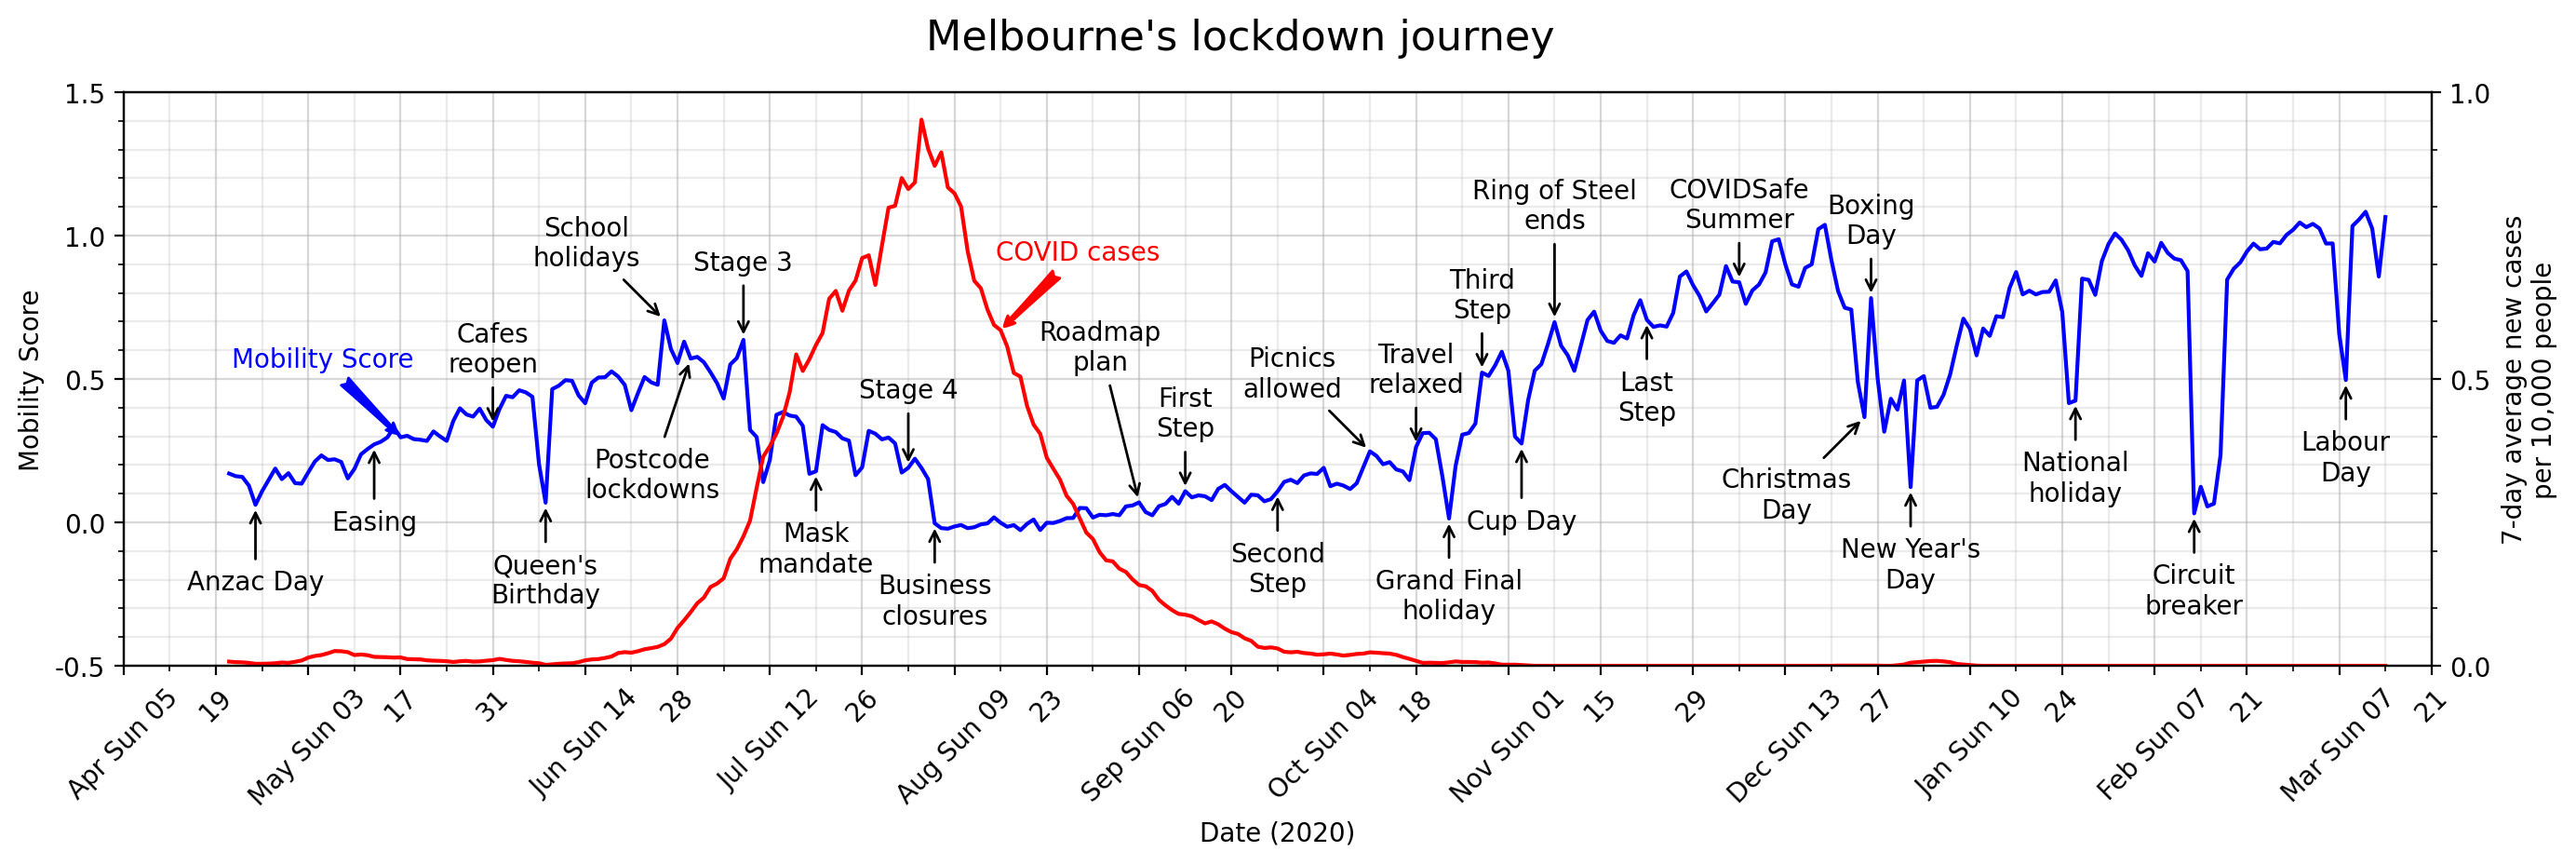 Melbourne's lockdown journey
1.5
1.0
0.5
0.0
-0.5
Mobility Score
1.0
0.5
0.0
7-day average new cases
per 10,000 people
Mobility Score
COVID cases
Anzac Day
Easing
Cafes
reopen
Queen's
Birthday
School
holidays
Postcode
lockdowns
Stage 3
Mask
mandate
Stage 4
Business
closures
Roadmap
plan
First
Step
Second
Step
Picnics
allowed
Travel
relaxed
Grand Final
holiday
Third
Step
Cup Day
Ring of Steel
ends
Last
Step
COVIDSafe
Summer
Christmas
Day
Boxing
Day
New Year's
Day
National
holiday
Circuit
breaker
Labour
Day
Apr Sun 05
19
May Sun 03
17
31
Jun Sun 14
28
Jul Sun 12
26
Aug Sun 09
23
Sep Sun 06
20
Oct Sun 04
18
Nov Sun 01
15
29
Dec Sun 13
27
Jan Sun 10
24
Feb Sun 07
21
Mar Sun 07
21
Date (2020)